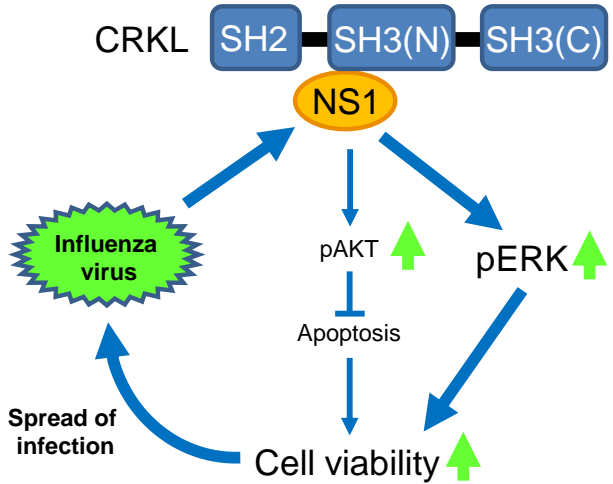 CRKL SH2 SH3(N) SH3(C)
NS1
Influenza
virus
pAKT
pERK
Apoptosis
Spread of
infection
Cell viability